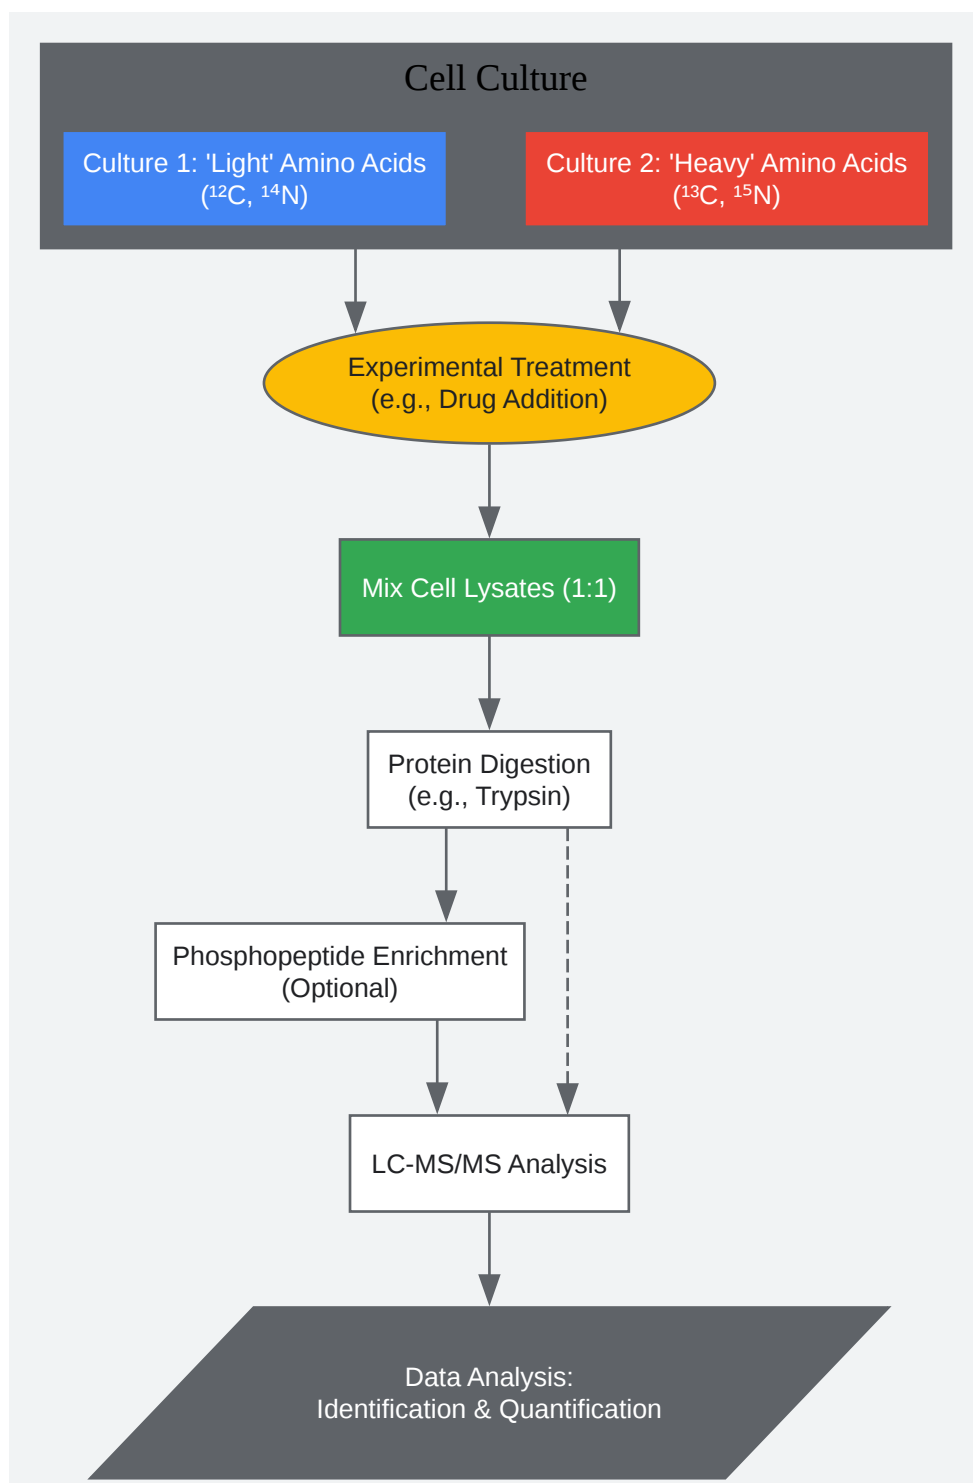 Cell Culture
Culture 1: 'Light' Amino Acids
(¹²C, ¹⁴N)
Culture 2: 'Heavy' Amino Acids
(¹³C, ¹⁵N)
Experimental Treatment
(e.g., Drug Addition)
Mix Cell Lysates (1:1)
Protein Digestion
(e.g., Trypsin)
Phosphopeptide Enrichment
(Optional)
LC-MS/MS Analysis
Data Analysis:
Identification & Quantification